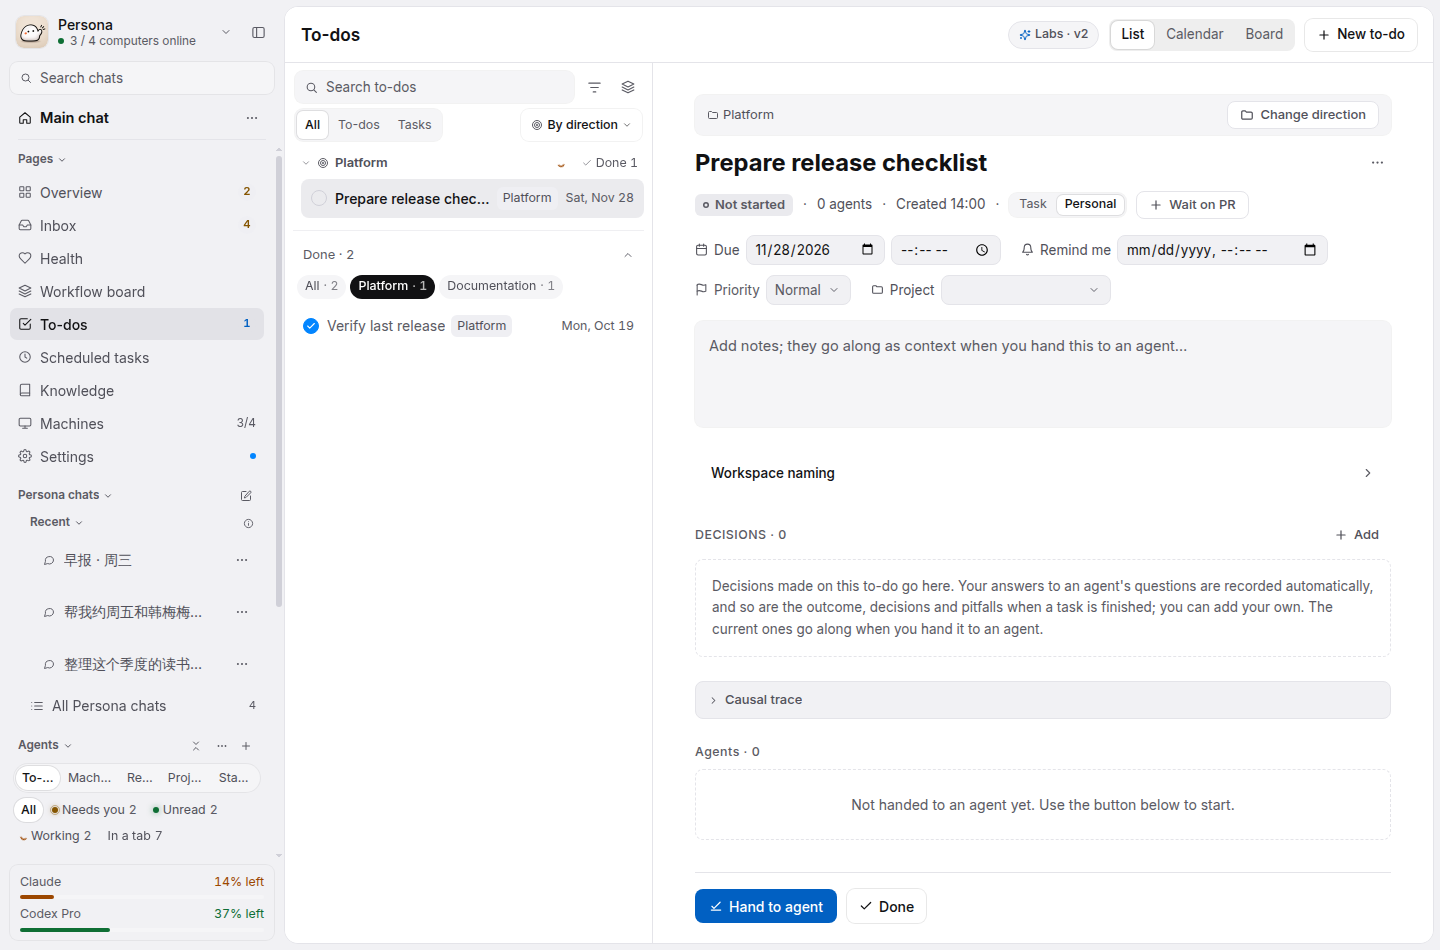 Persona
3 / 4 computers online
Search chats
Main chat
Pages
Overview 2
Inbox 4
Health
Workflow board
To-dos 1
Scheduled tasks
Knowledge
Machines 3/4
Settings
Persona chats
Recent
早报 · 周三
帮我约周五和韩梅梅...
整理这个季度的读书...
All Persona chats 4
Agents
To-... Mach... Re... Proj... Sta...
All Needs you 2 Unread 2
Working 2 In a tab 7
Claude 14% left
Codex Pro 37% left
To-dos
Labs · v2 List Calendar Board New to-do
Search to-dos
All To-dos Tasks By direction
Platform Done 1
Prepare release chec... Platform Sat, Nov 28
Done · 2
All · 2 Platform · 1 Documentation · 1
Verify last release Platform Mon, Oct 19
Platform Change direction
Prepare release checklist
Not started · 0 agents · Created 14:00 · Task Personal Wait on PR
Due 11/28/2026 --:-- -- Remind me mm/dd/yyyy, --:-- --
Priority Normal Project
Add notes; they go along as context when you hand this to an agent...
Workspace naming
DECISIONS · 0 Add
Decisions made on this to-do go here. Your answers to an agent's questions are recorded automatically,
and so are the outcome, decisions and pitfalls when a task is finished; you can add your own. The
current ones go along when you hand it to an agent.
Causal trace
Agents · 0
Not handed to an agent yet. Use the button below to start.
Hand to agent Done